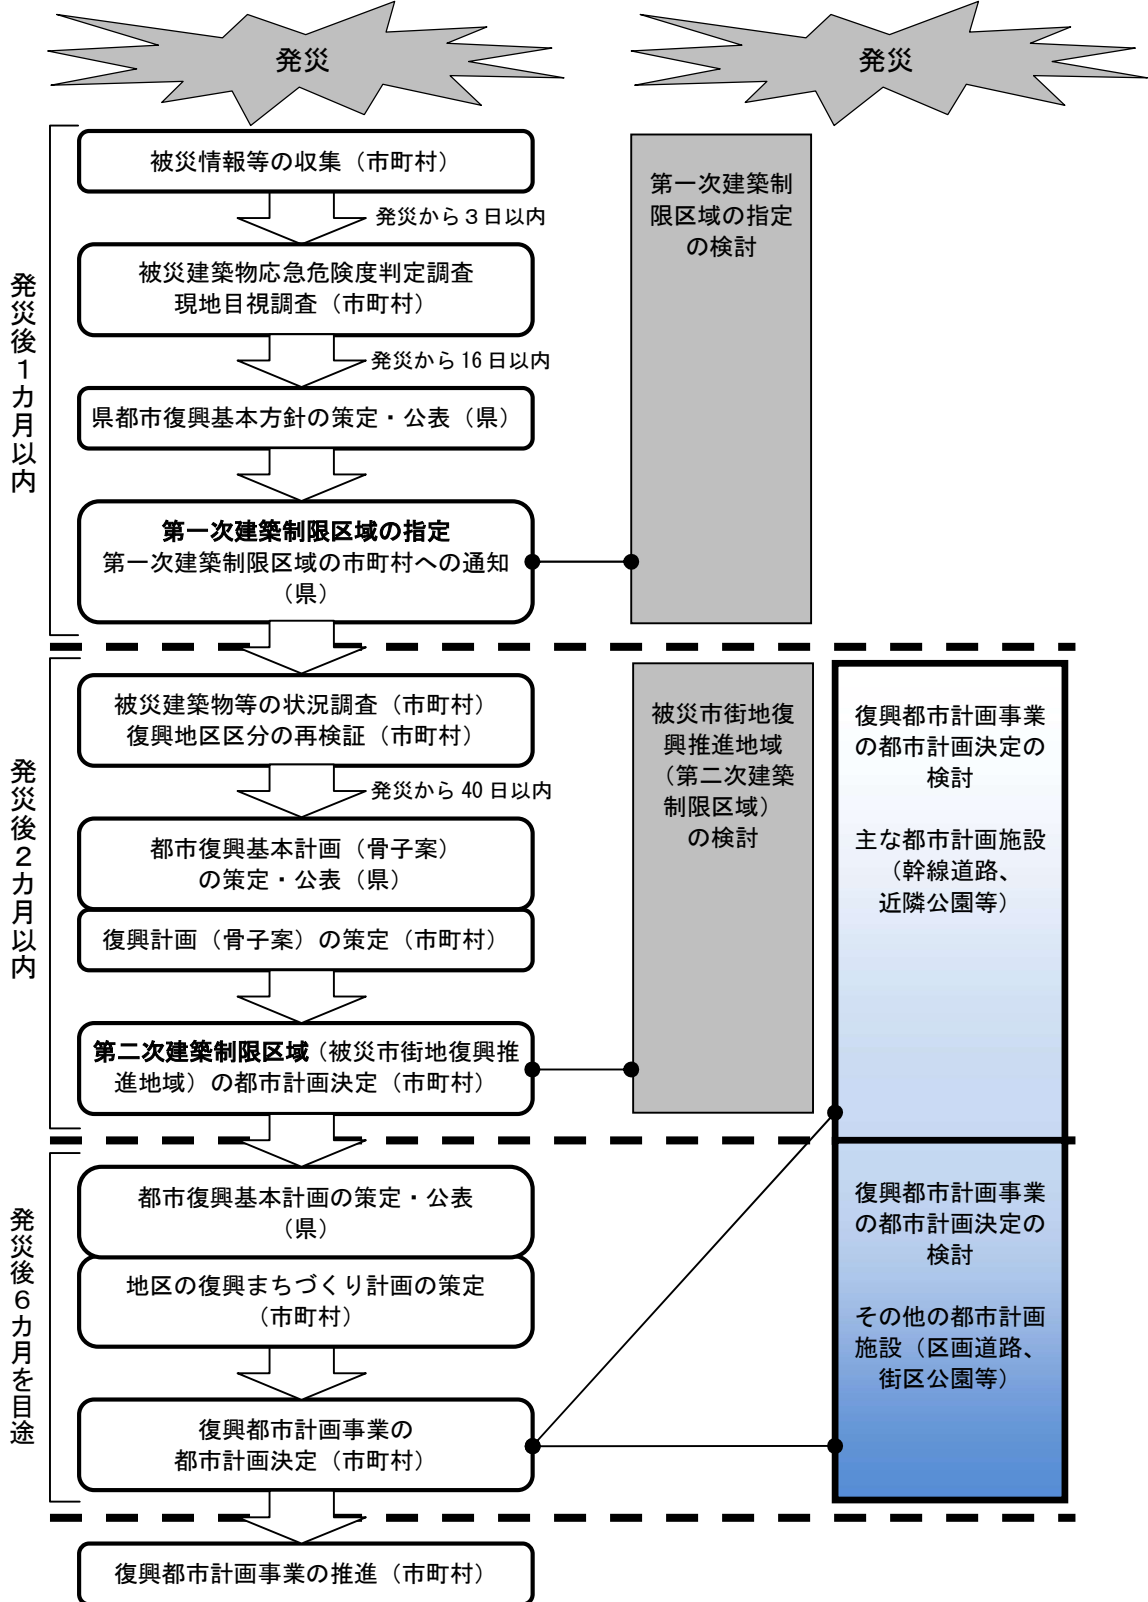 発災
発災
発災後１カ月以内
被災情報等の収集（市町村）
発災から３日以内
被災建築物応急危険度判定調査
現地目視調査（市町村）
発災から 16 日以内
県都市復興基本方針の策定・公表（県）
第一次建築制限区域の指定
第一次建築制限区域の市町村への通知
（県）
第一次建築制
限区域の指定
の検討
発災後２カ月以内
被災建築物等の状況調査（市町村）
復興地区区分の再検証（市町村）
発災から 40 日以内
都市復興基本計画（骨子案）
の策定・公表（県）
復興計画（骨子案）の策定（市町村）
第二次建築制限区域（被災市街地復興推
進地域）の都市計画決定（市町村）
被災市街地復
興推進地域
（第二次建築
制限区域）
の検討
復興都市計画事業
の都市計画決定の
検討
主な都市計画施設
（幹線道路、
近隣公園等）
発災後６カ月を目途
都市復興基本計画の策定・公表
（県）
地区の復興まちづくり計画の策定
（市町村）
復興都市計画事業の
都市計画決定（市町村）
復興都市計画事業
の都市計画決定の
検討
その他の都市計画
施設（区画道路、
街区公園等）
復興都市計画事業の推進（市町村）